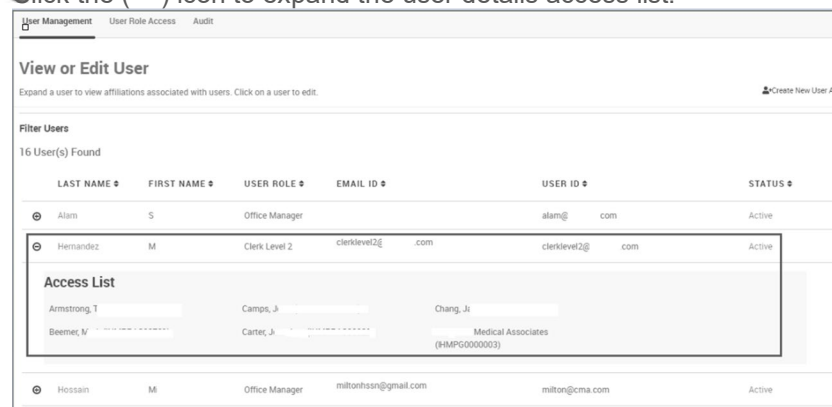 Click the ( ) icon to expand the user details access list.
User Management User Role Access Audit
View or Edit User
Expand a user to view affiliations associated with users. Click on a user to edit.
Create New User A
Filter Users
16 User(s) Found
LAST NAME FIRST NAME USER ROLE EMAIL ID USER ID STATUS
Alam S Office Manager alam@ com Active
Hernandez M Clerk Level 2 clerklevel2@ .com clerklevel2@ com Active
Access List
Armstrong, T Camps, J Chang, Ja
Beemer, M Carter, J Medical Associates
(IHMPG0000003)
Hossain Mi Office Manager miltonhssn@gmail.com milton@cma.com Active